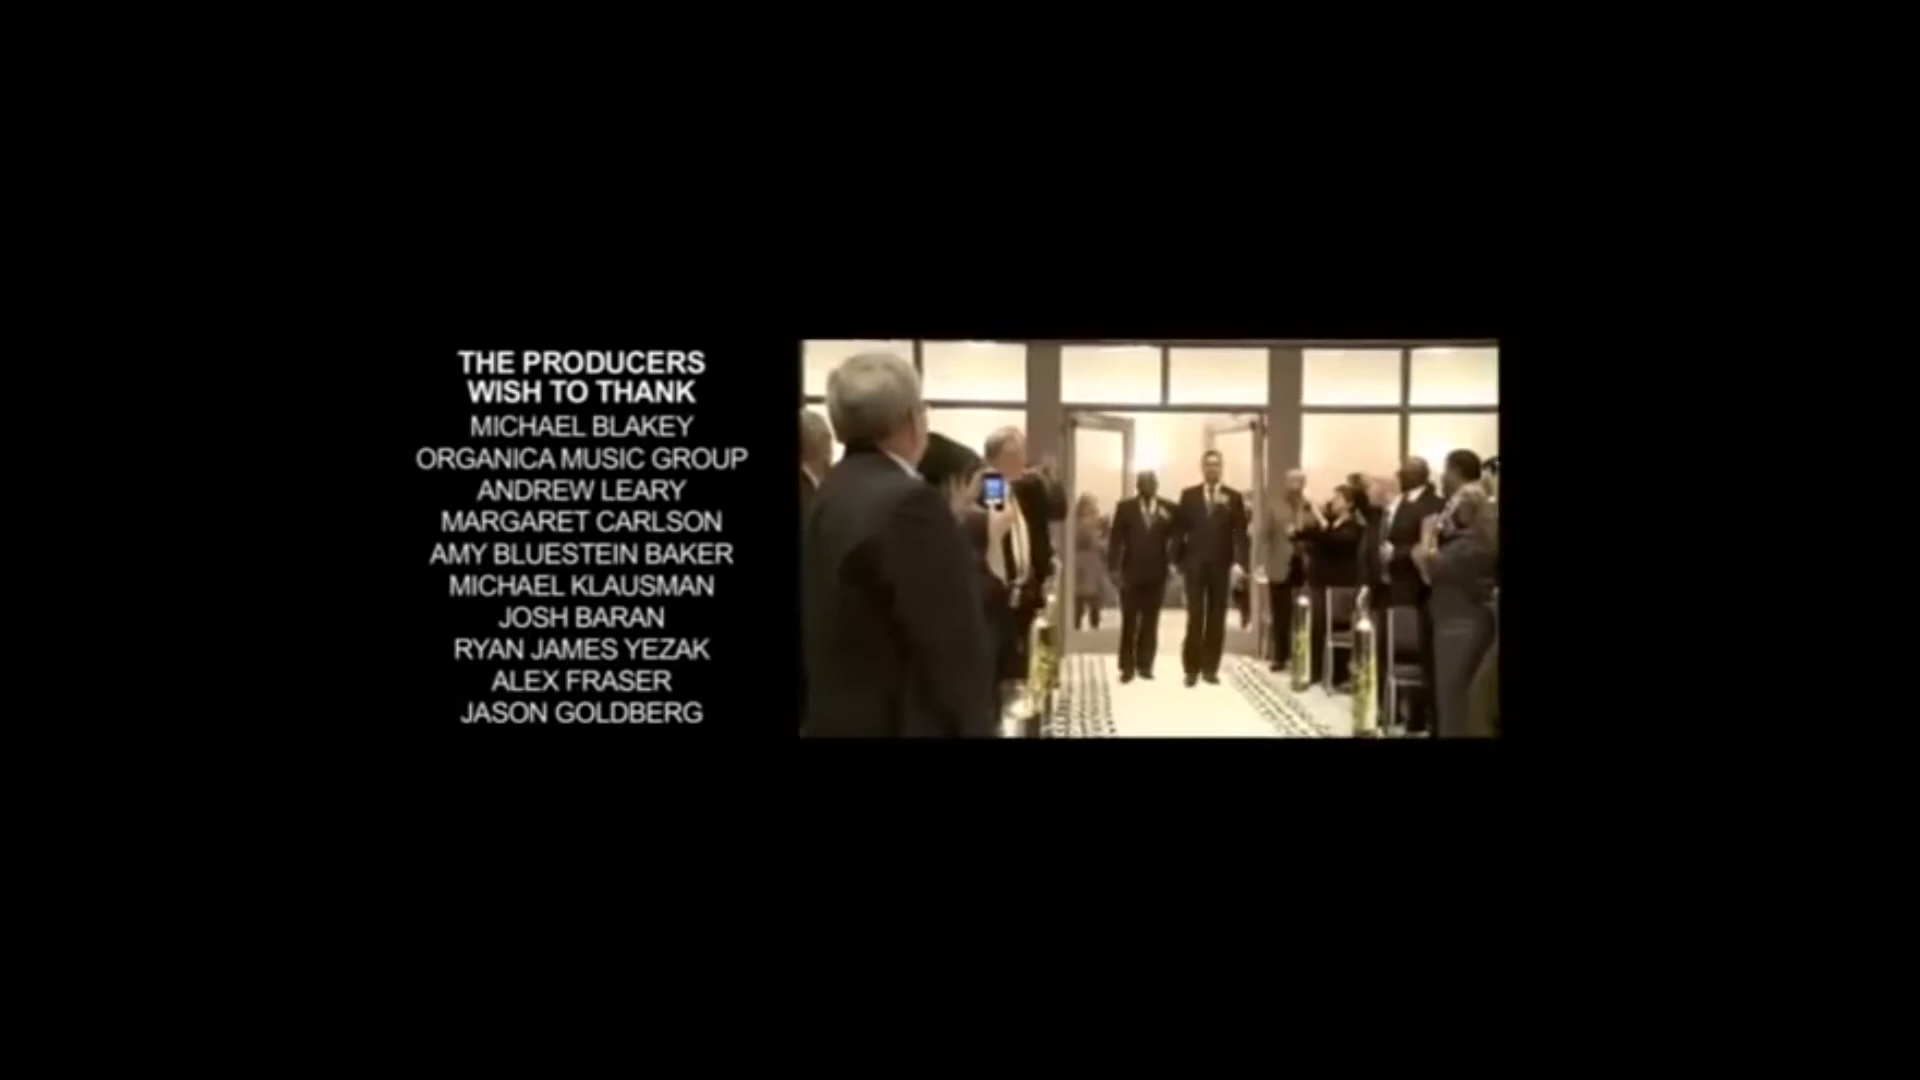 THE PRODUCERS
WISH TO THANK
MICHAEL BLAKEY
ORGANICA MUSIC GROUP
ANDREW LEARY
MARGARET CARLSON
AMY BLUESTEIN BAKER
MICHAEL KLAUSMAN
JOSH BARAN
RYAN JAMES YEZAK
ALEX FRASER
JASON GOLDBERG